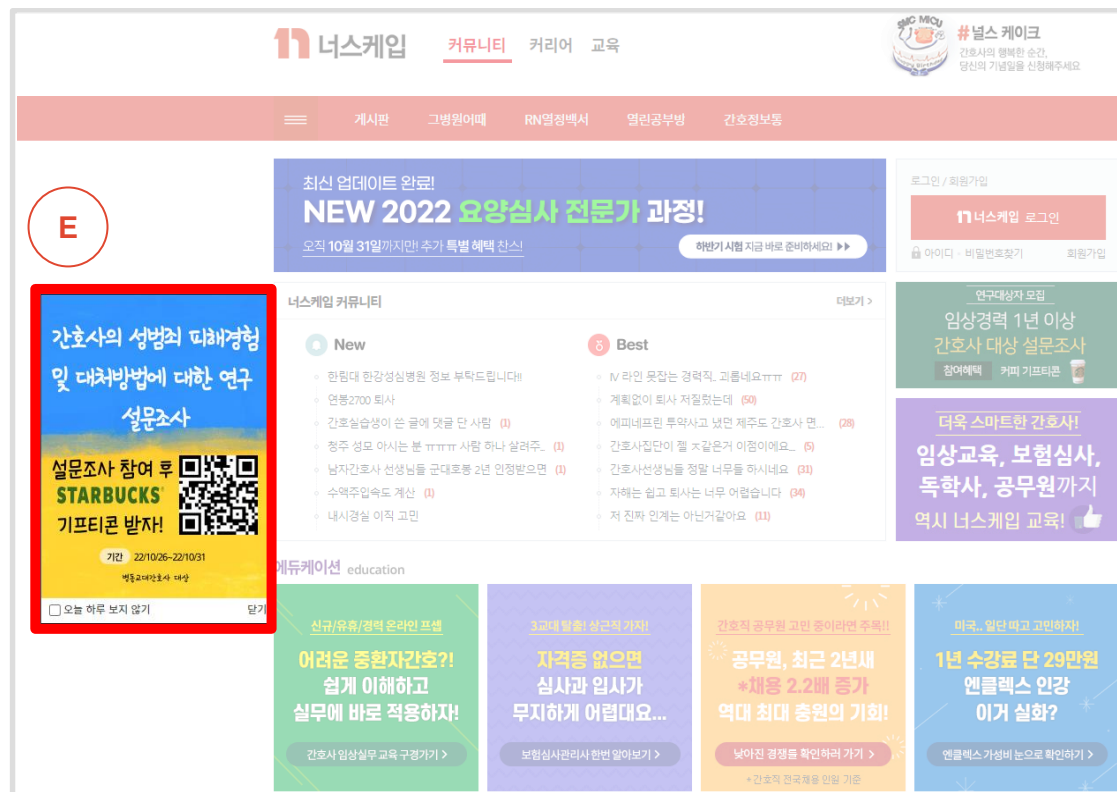 너스케입
커뮤니티 커리어 교육
SMC MICU
#널스 케이크
간호사의 행복한 순간,
당신의 기념일을 신청해주세요
게시판 그병원어때 RN열정백서 열린공부방 간호정보통
최신 업데이트 완료!
NEW 2022 요양심사 전문가 과정!
오직 10월 31일까지만! 추가 특별 혜택 찬스!
하반기 시험 지금 바로 준비하세요! ▶▶
로그인 / 회원가입
너스케입 로그인
아이디 · 비밀번호찾기 회원가입
E
간호사의 성범죄 피해경험
및 대처방법에 대한 연구
설문조사
설문조사 참여 후
STARBUCKS
기프티콘 받자!
기간 22/10/26~22/10/31
병동교대간호사 대상
오늘 하루 보지 않기 닫기
너스케입 커뮤니티 더보기 >
New
한림대 한강성심병원 정보 부탁드립니다!!
연봉2700 퇴사
간호실습생이 쓴 글에 댓글 단 사람 (1)
청주 성모 아시는 분 ㅠㅠㅠㅠ 사람 하나 살려주... (1)
남자간호사 선생님들 군대호봉 2년 인정받으면 (1)
수액주입속도 계산 (1)
내시경실 이직 고민
Best
IV 라인 못잡는 경력직.. 괴롭네요ㅠㅠㅠ (27)
계획없이 퇴사 저질렀는데 (50)
에피네프린 투약사고 냈던 제주도 간호사 면... (28)
간호사집단이 젤 ㅈ같은거 이점이에요... (5)
간호사선생님들 정말 너무들 하시네요 (31)
자해는 쉽고 퇴사는 너무 어렵습니다 (34)
저 진짜 인계는 아닌거같아요 (11)
연구대상자 모집
임상경력 1년 이상
간호사 대상 설문조사
참여혜택 커피 기프티콘
더욱 스마트한 간호사!
임상교육, 보험심사,
독학사, 공무원까지
역시 너스케입 교육!
에듀케이션 education
신규/유휴/경력 온라인 프셉
어려운 중환자간호?!
쉽게 이해하고
실무에 바로 적용하자!
간호사 임상실무 교육 구경가기 >
3교대 탈출! 상근직 가자!
자격증 없으면
심사과 입사가
무지하게 어렵대요...
보험심사관리사 한번 알아보기 >
간호직 공무원 고민 중이라면 주목!!
공무원, 최근 2년새
*채용 2.2배 증가
역대 최대 충원의 기회!
낮아진 경쟁률 확인하러 가기 >
*간호직 전국채용 인원 기준
미국.. 일단 따고 고민하자!
1년 수강료 단 29만원
엔클렉스 인강
이거 실화?
엔클렉스 가성비 눈으로 확인하기 >